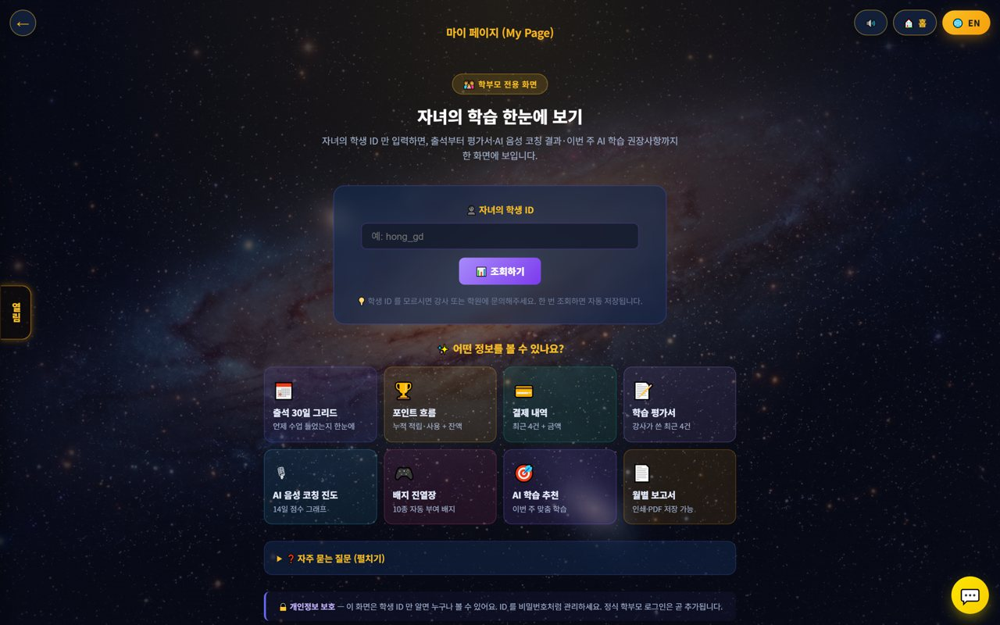 ←
마이 페이지 (My Page)
홈
EN
학부모 전용 화면
자녀의 학습 한눈에 보기
자녀의 학생 ID 만 입력하면, 출석부터 평가서·AI 음성 코칭 결과·이번 주 AI 학습 권장사항까지
한 화면에 보입니다.
자녀의 학생 ID
예: hong_gd
조회하기
학생 ID 를 모르시면 강사 또는 학원에 문의해주세요. 한 번 조회하면 자동 저장됩니다.
열림
어떤 정보를 볼 수 있나요?
출석 30일 그리드
언제 수업 들었는지 한눈에
포인트 흐름
누적 적립·사용 + 잔액
결제 내역
최근 4건 + 금액
학습 평가서
강사가 쓴 최근 4건
AI 음성 코칭 진도
14일 점수 그래프
배지 진열장
10종 자동 부여 배지
AI 학습 추천
이번 주 맞춤 학습
월별 보고서
인쇄·PDF 저장 가능
▶ ❓ 자주 묻는 질문 (펼치기)
개인정보 보호 — 이 화면은 학생 ID 만 알면 누구나 볼 수 있어요. ID 를 비밀번호처럼 관리하세요. 정식 학부모 로그인은 곧 추가됩니다.